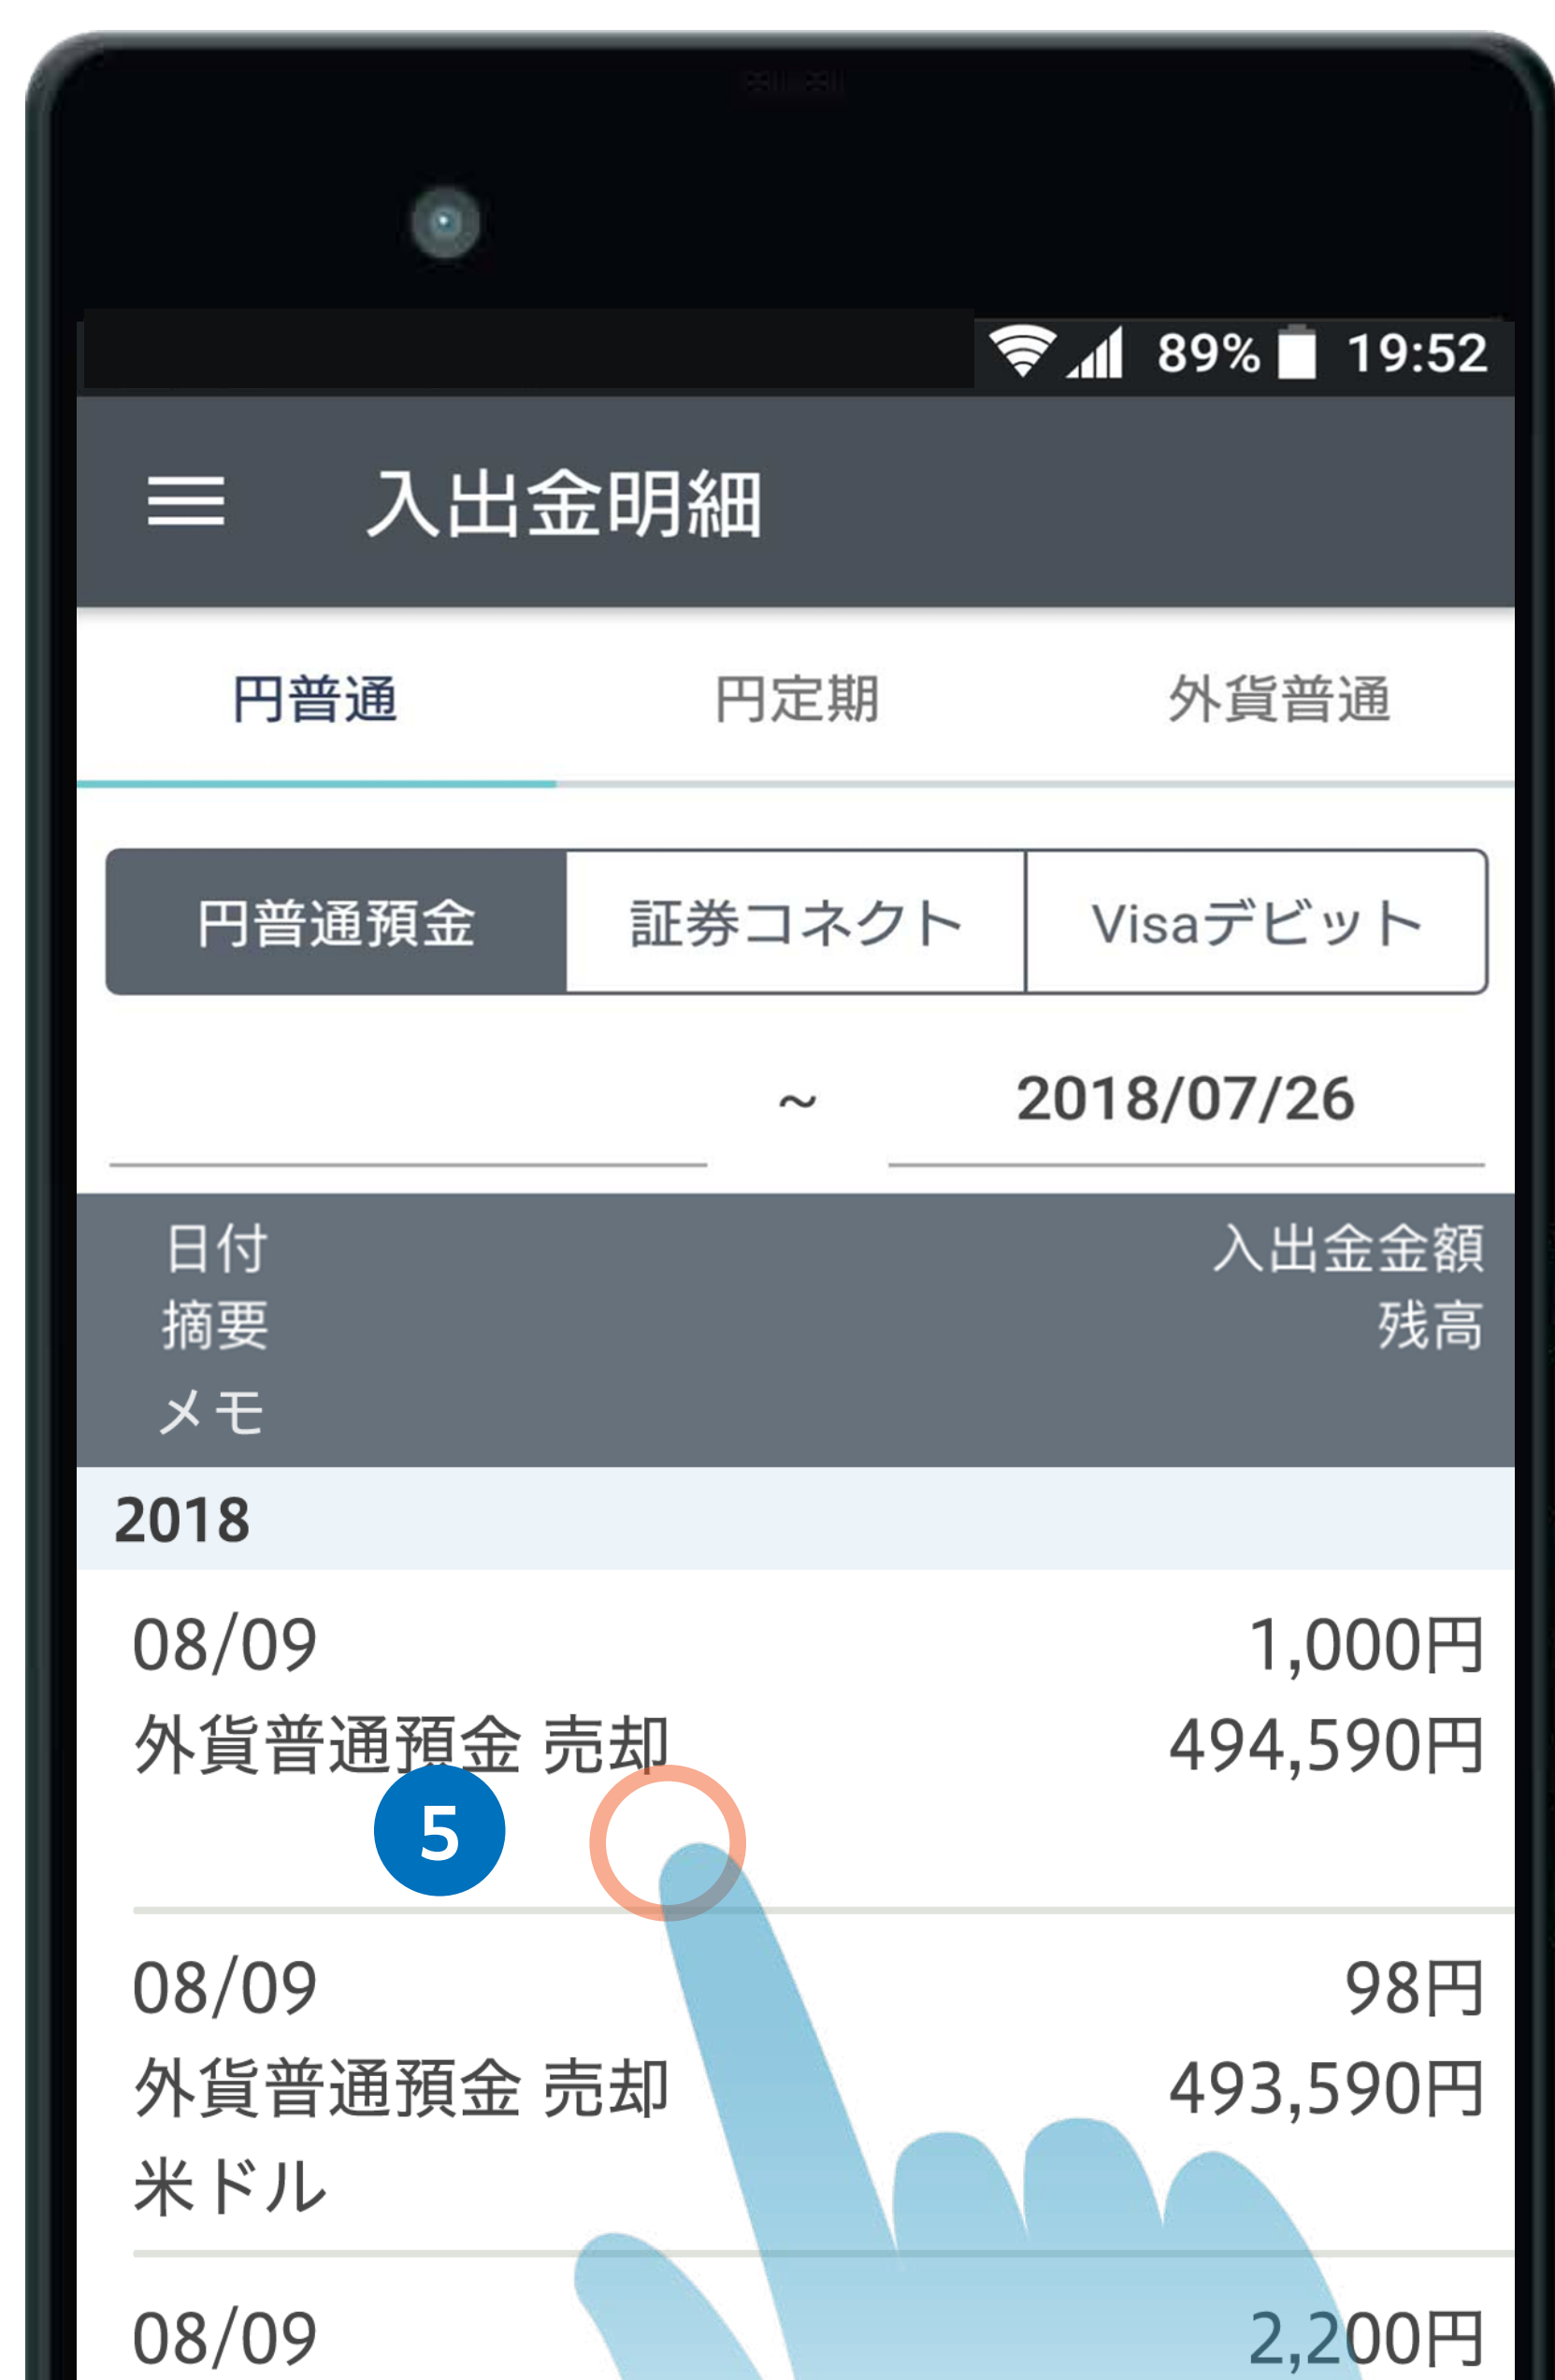 89% 19:52
入出金明細
円普通 円定期 外貨普通
円普通預金 証券コネクト Visaデビット
~ 2018/07/26
日付 入出金金額
摘要 残高
メモ
2018
08/09 1,000円
外貨普通預金 売却 494,590円
5
08/09 98円
外貨普通預金 売却 493,590円
米ドル
08/09 2,200円